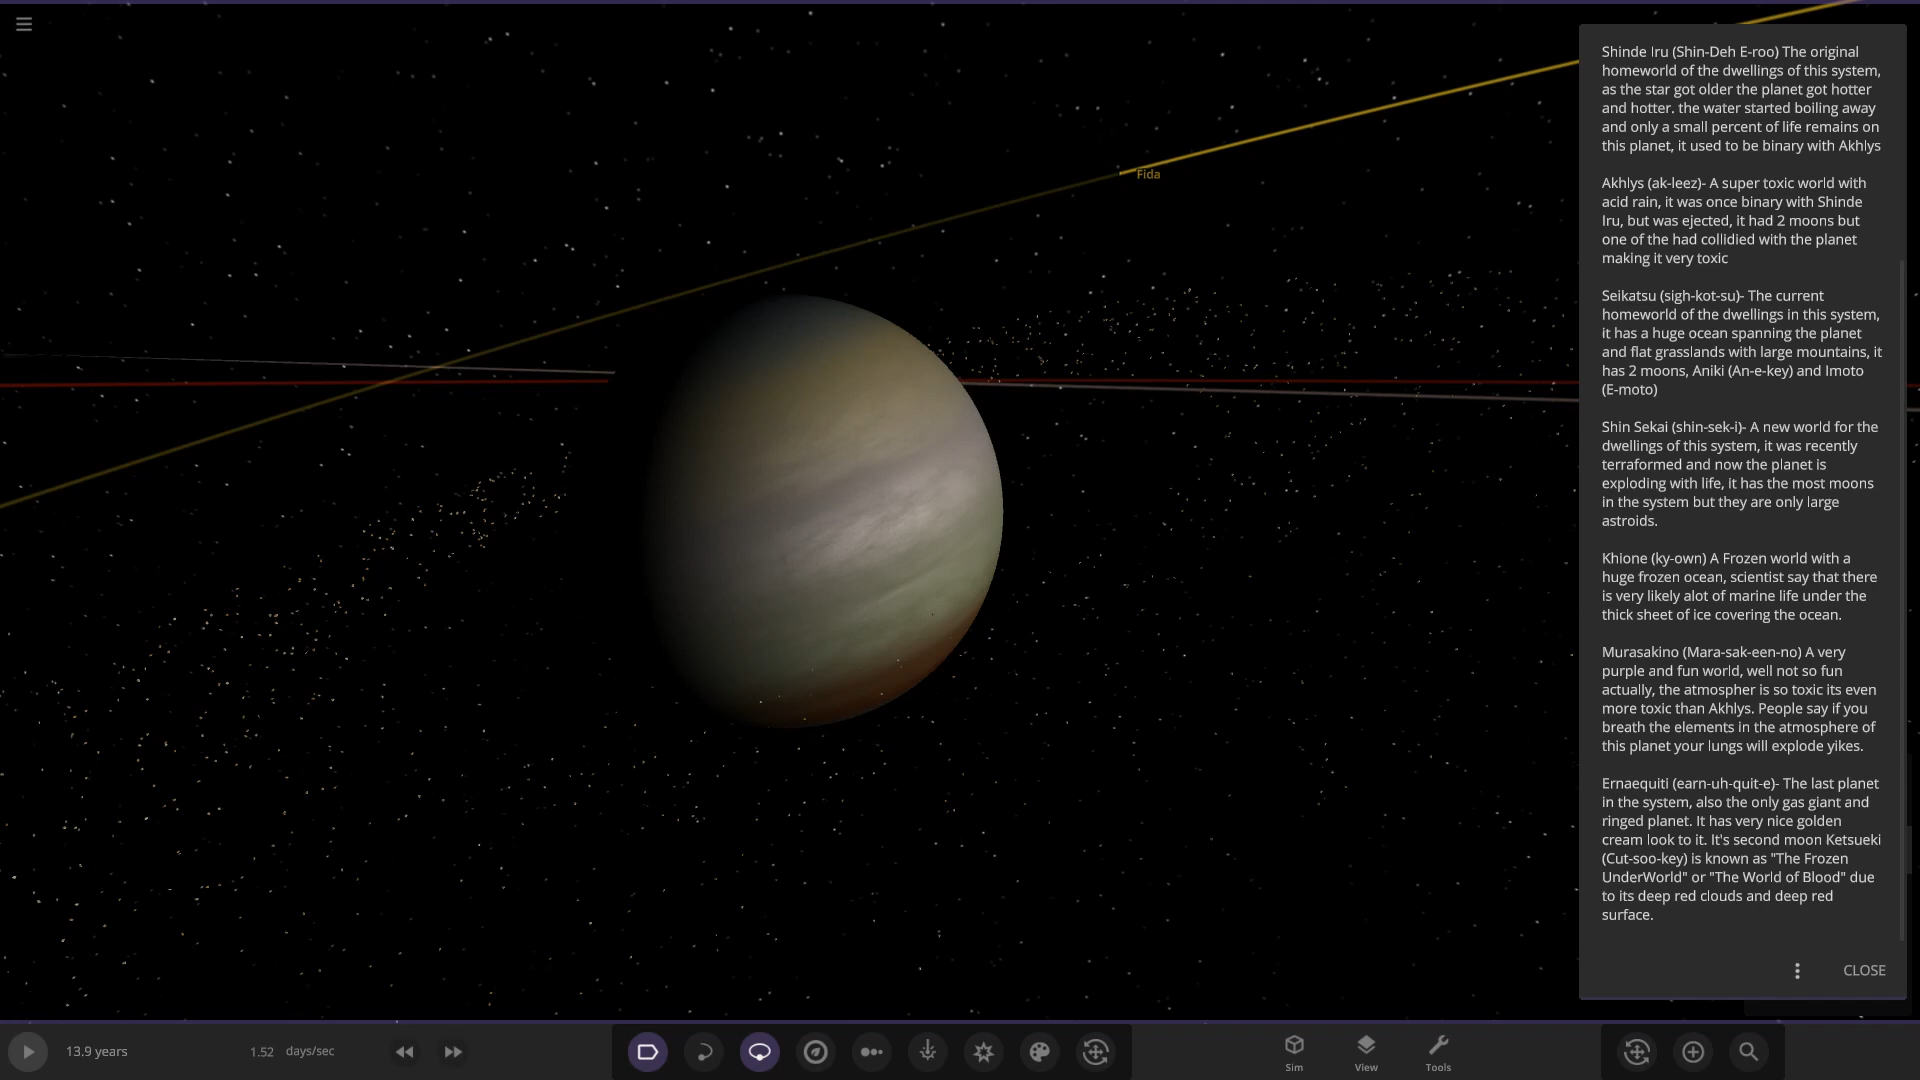 Fida
Shinde Iru (Shin-Deh E-roo) The original
homeworld of the dwellings of this system,
as the star got older the planet got hotter
and hotter. the water started boiling away
and only a small percent of life remains on
this planet, it used to be binary with Akhlys
Akhlys (ak-leez)- A super toxic world with
acid rain, it was once binary with Shinde
Iru, but was ejected, it had 2 moons but
one of the had collidied with the planet
making it very toxic
Seikatsu (sigh-kot-su)- The current
homeworld of the dwellings in this system,
it has a huge ocean spanning the planet
and flat grasslands with large mountains, it
has 2 moons, Aniki (An-e-key) and Imoto
(E-moto)
Shin Sekai (shin-sek-i)- A new world for the
dwellings of this system, it was recently
terraformed and now the planet is
exploding with life, it has the most moons
in the system but they are only large
astroids.
Khione (ky-own) A Frozen world with a
huge frozen ocean, scientist say that there
is very likely alot of marine life under the
thick sheet of ice covering the ocean.
Murasakino (Mara-sak-een-no) A very
purple and fun world, well not so fun
actually, the atmospher is so toxic its even
more toxic than Akhlys. People say if you
breath the elements in the atmosphere of
this planet your lungs will explode yikes.
Ernaequiti (earn-uh-quit-e)- The last planet
in the system, also the only gas giant and
ringed planet. It has very nice golden
cream look to it. It's second moon Ketsueki
(Cut-soo-key) is known as "The Frozen
UnderWorld" or "The World of Blood" due
to its deep red clouds and deep red
surface.
CLOSE
13.9 years
1.52 days/sec
Sim
View
Tools